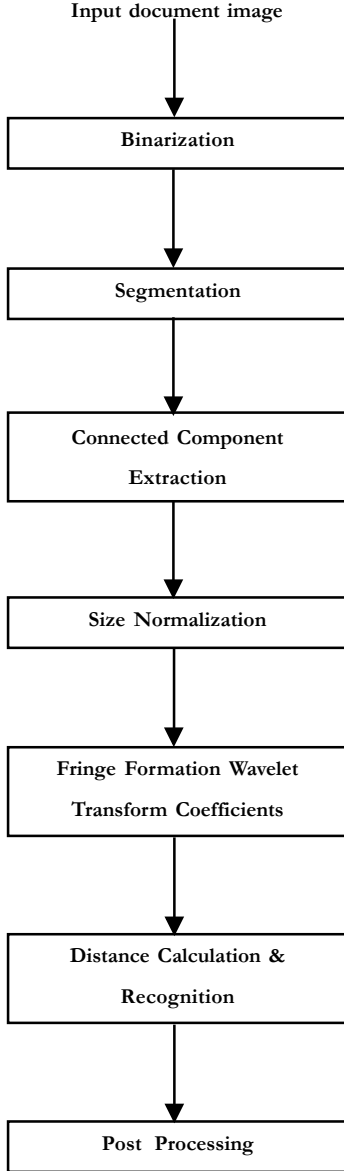 Input document image
Binarization
Segmentation
Connected Component
Extraction
Size Normalization
Fringe Formation Wavelet
Transform Coefficients
Distance Calculation &
Recognition
Post Processing